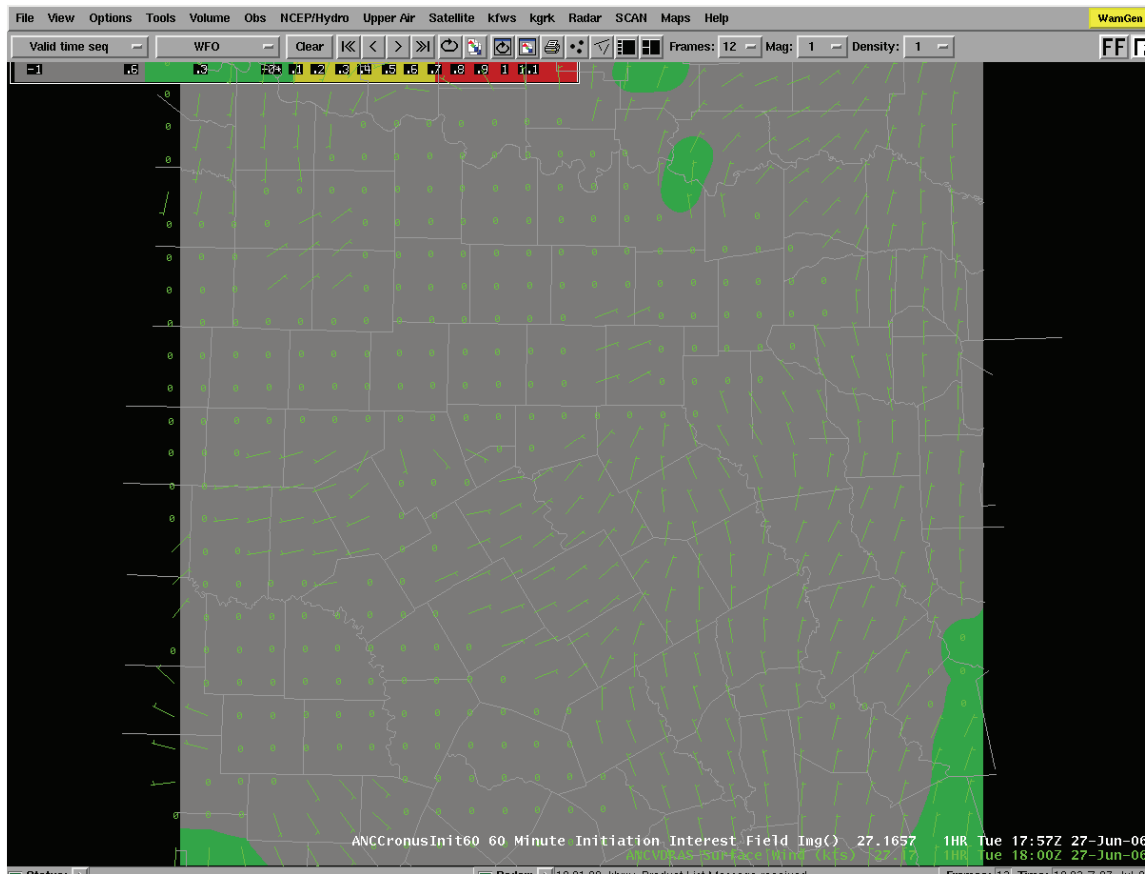 File View Options Tools Volume Obs NCEP/Hydro Upper Air Satellite kfws kgrk Radar SCAN Maps Help WarnGen
Valid time seq WFO Clear Frames: 12 Mag: 1 Density: 1 FF
-1 .6 .3 .1 .2 .3 .5 .6 .7 .8 .9 1 1.1
ANCCronusInit60 60 Minute Initiation Interest Field Img() 27.1657 1HR Tue 17:57Z 27-Jun-06
ANCVDRAS Surface Wind (kts) 27.17 1HR Tue 18:00Z 27-Jun-06